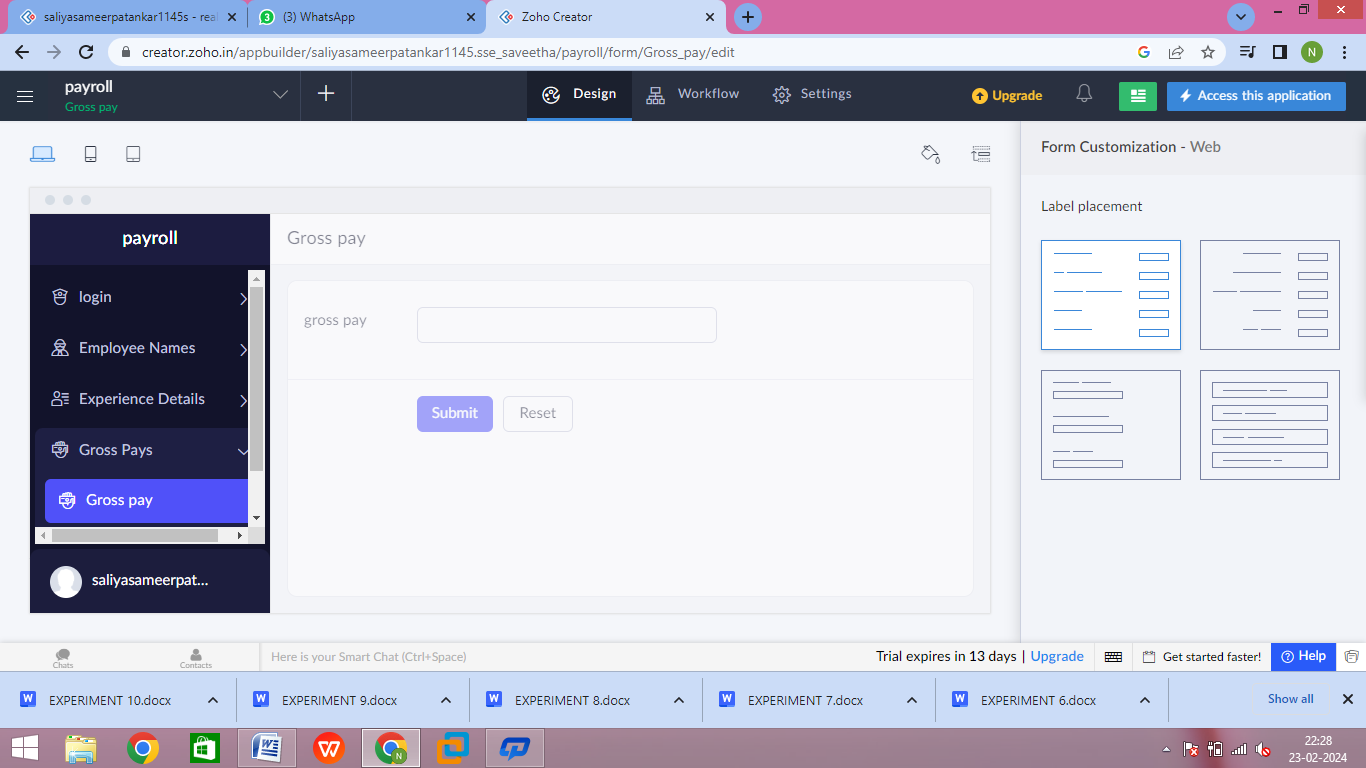 saliyasameerpatankar1145s - rea
3
(3) WhatsApp
Zoho Creator
creator.zoho.in/appbuilder/saliyasameerpatankar1145.sse_saveetha/payroll/form/Gross_pay/edit
N
payroll
Gross pay
Design
Workflow
Settings
Upgrade
Access this application
Form Customization - Web
Label placement
payroll
Gross pay
login
Employee Names
Experience Details
Gross Pays
Gross pay
saliyasameerpat...
gross pay
Submit
Reset
Chats
Contacts
Here is your Smart Chat (Ctrl+Space)
Trial expires in 13 days | Upgrade
Get started faster!
Help
EXPERIMENT 10.docx
EXPERIMENT 9.docx
EXPERIMENT 8.docx
EXPERIMENT 7.docx
EXPERIMENT 6.docx
Show all
22:28
23-02-2024